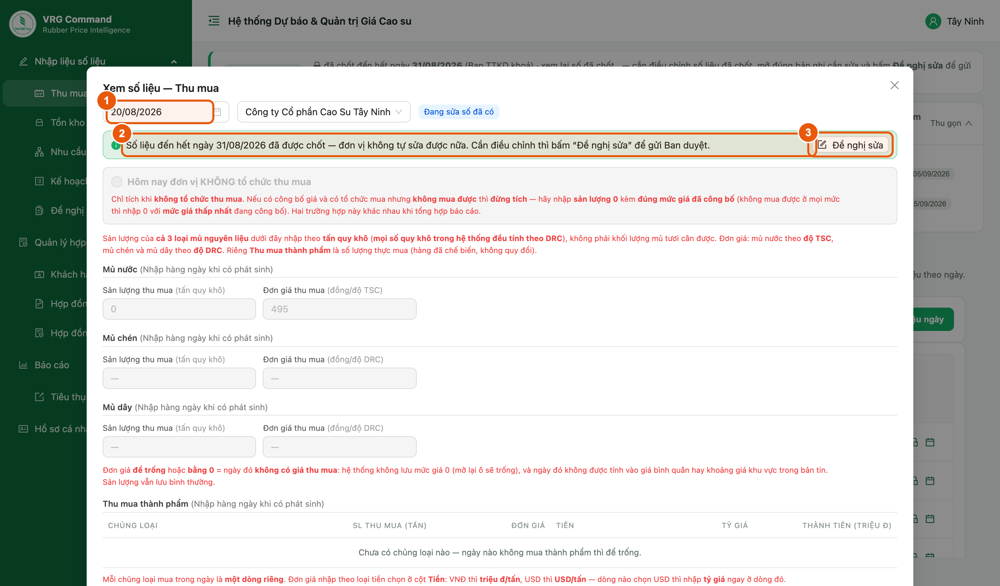 VRG Command
Rubber Price Intelligence
Hệ thống Dự báo & Quản trị Giá Cao su
Tây Ninh
Nhập liệu số liệu
đã chốt đến hết ngày 31/08/2026 (Ban TTKD khoá) · xem lại số đã chốt — cần điều chỉnh số liệu đã chốt, mở đúng bản ghi cần sửa và bấm Đề nghị sửa để gửi
Thu mua
Tồn kho
Nhu cầu
Kế hoạch
Đề nghị
Quản lý hợp
Khách
Hợp
Hợp
Báo cáo
Tiêu thụ
Hồ sơ cá
Thu gọn
05/09/2026
5/09/2026
theo ngày.
ngày
Xem số liệu — Thu mua
1
20/08/2026
Công ty Cổ phần Cao Su Tây Ninh
Đang sửa số đã có
2
Số liệu đến hết ngày 31/08/2026 đã được chốt — đơn vị không tự sửa được nữa. Cần điều chỉnh thì bấm “Đề nghị sửa” để gửi Ban duyệt.
3
Đề nghị sửa
Hôm nay đơn vị KHÔNG tổ chức thu mua
Chỉ tích khi không tổ chức thu mua. Nếu có công bố giá và có tổ chức mua nhưng không mua được thì đừng tích — hãy nhập sản lượng 0 kèm đúng mức giá đã công bố (không mua được ở mọi mức
thì nhập 0 với mức giá thấp nhất đang công bố). Hai trường hợp này khác nhau khi tổng hợp báo cáo.
Sản lượng của cả 3 loại mủ nguyên liệu dưới đây nhập theo tấn quy khô (mọi số quy khô trong hệ thống đều tính theo DRC), không phải khối lượng mủ tươi cân được. Đơn giá: mủ nước theo độ TSC,
mủ chén và mủ dây theo độ DRC. Riêng Thu mua thành phẩm là số lượng thực mua (hàng đã chế biến, không quy đổi).
Mủ nước (Nhập hàng ngày khi có phát sinh)
Sản lượng thu mua (tấn quy khô)
Đơn giá thu mua (đồng/độ TSC)
0
495
Mủ chén (Nhập hàng ngày khi có phát sinh)
Sản lượng thu mua (tấn quy khô)
Đơn giá thu mua (đồng/độ DRC)
—
—
Mủ dây (Nhập hàng ngày khi có phát sinh)
Sản lượng thu mua (tấn quy khô)
Đơn giá thu mua (đồng/độ DRC)
—
—
Đơn giá để trống hoặc bằng 0 = ngày đó không có giá thu mua: hệ thống không lưu mức giá 0 (mở lại ô sẽ trống), và ngày đó không được tính vào giá bình quân hay khoảng giá khu vực trong bản tin.
Sản lượng vẫn lưu bình thường.
Thu mua thành phẩm (Nhập hàng ngày khi có phát sinh)
CHỦNG LOẠI
SL THU MUA (TẤN)
ĐƠN GIÁ
TIỀN
TỶ GIÁ
THÀNH TIỀN (TRIỆU Đ)
Chưa có chủng loại nào — ngày nào không mua thành phẩm thì để trống.
Mỗi chủng loại mua trong ngày là một dòng riêng. Đơn giá nhập theo loại tiền chọn ở cột Tiền: VNĐ thì triệu đ/tấn, USD thì USD/tấn — dòng nào chọn USD thì nhập tỷ giá ngay ở dòng đó.